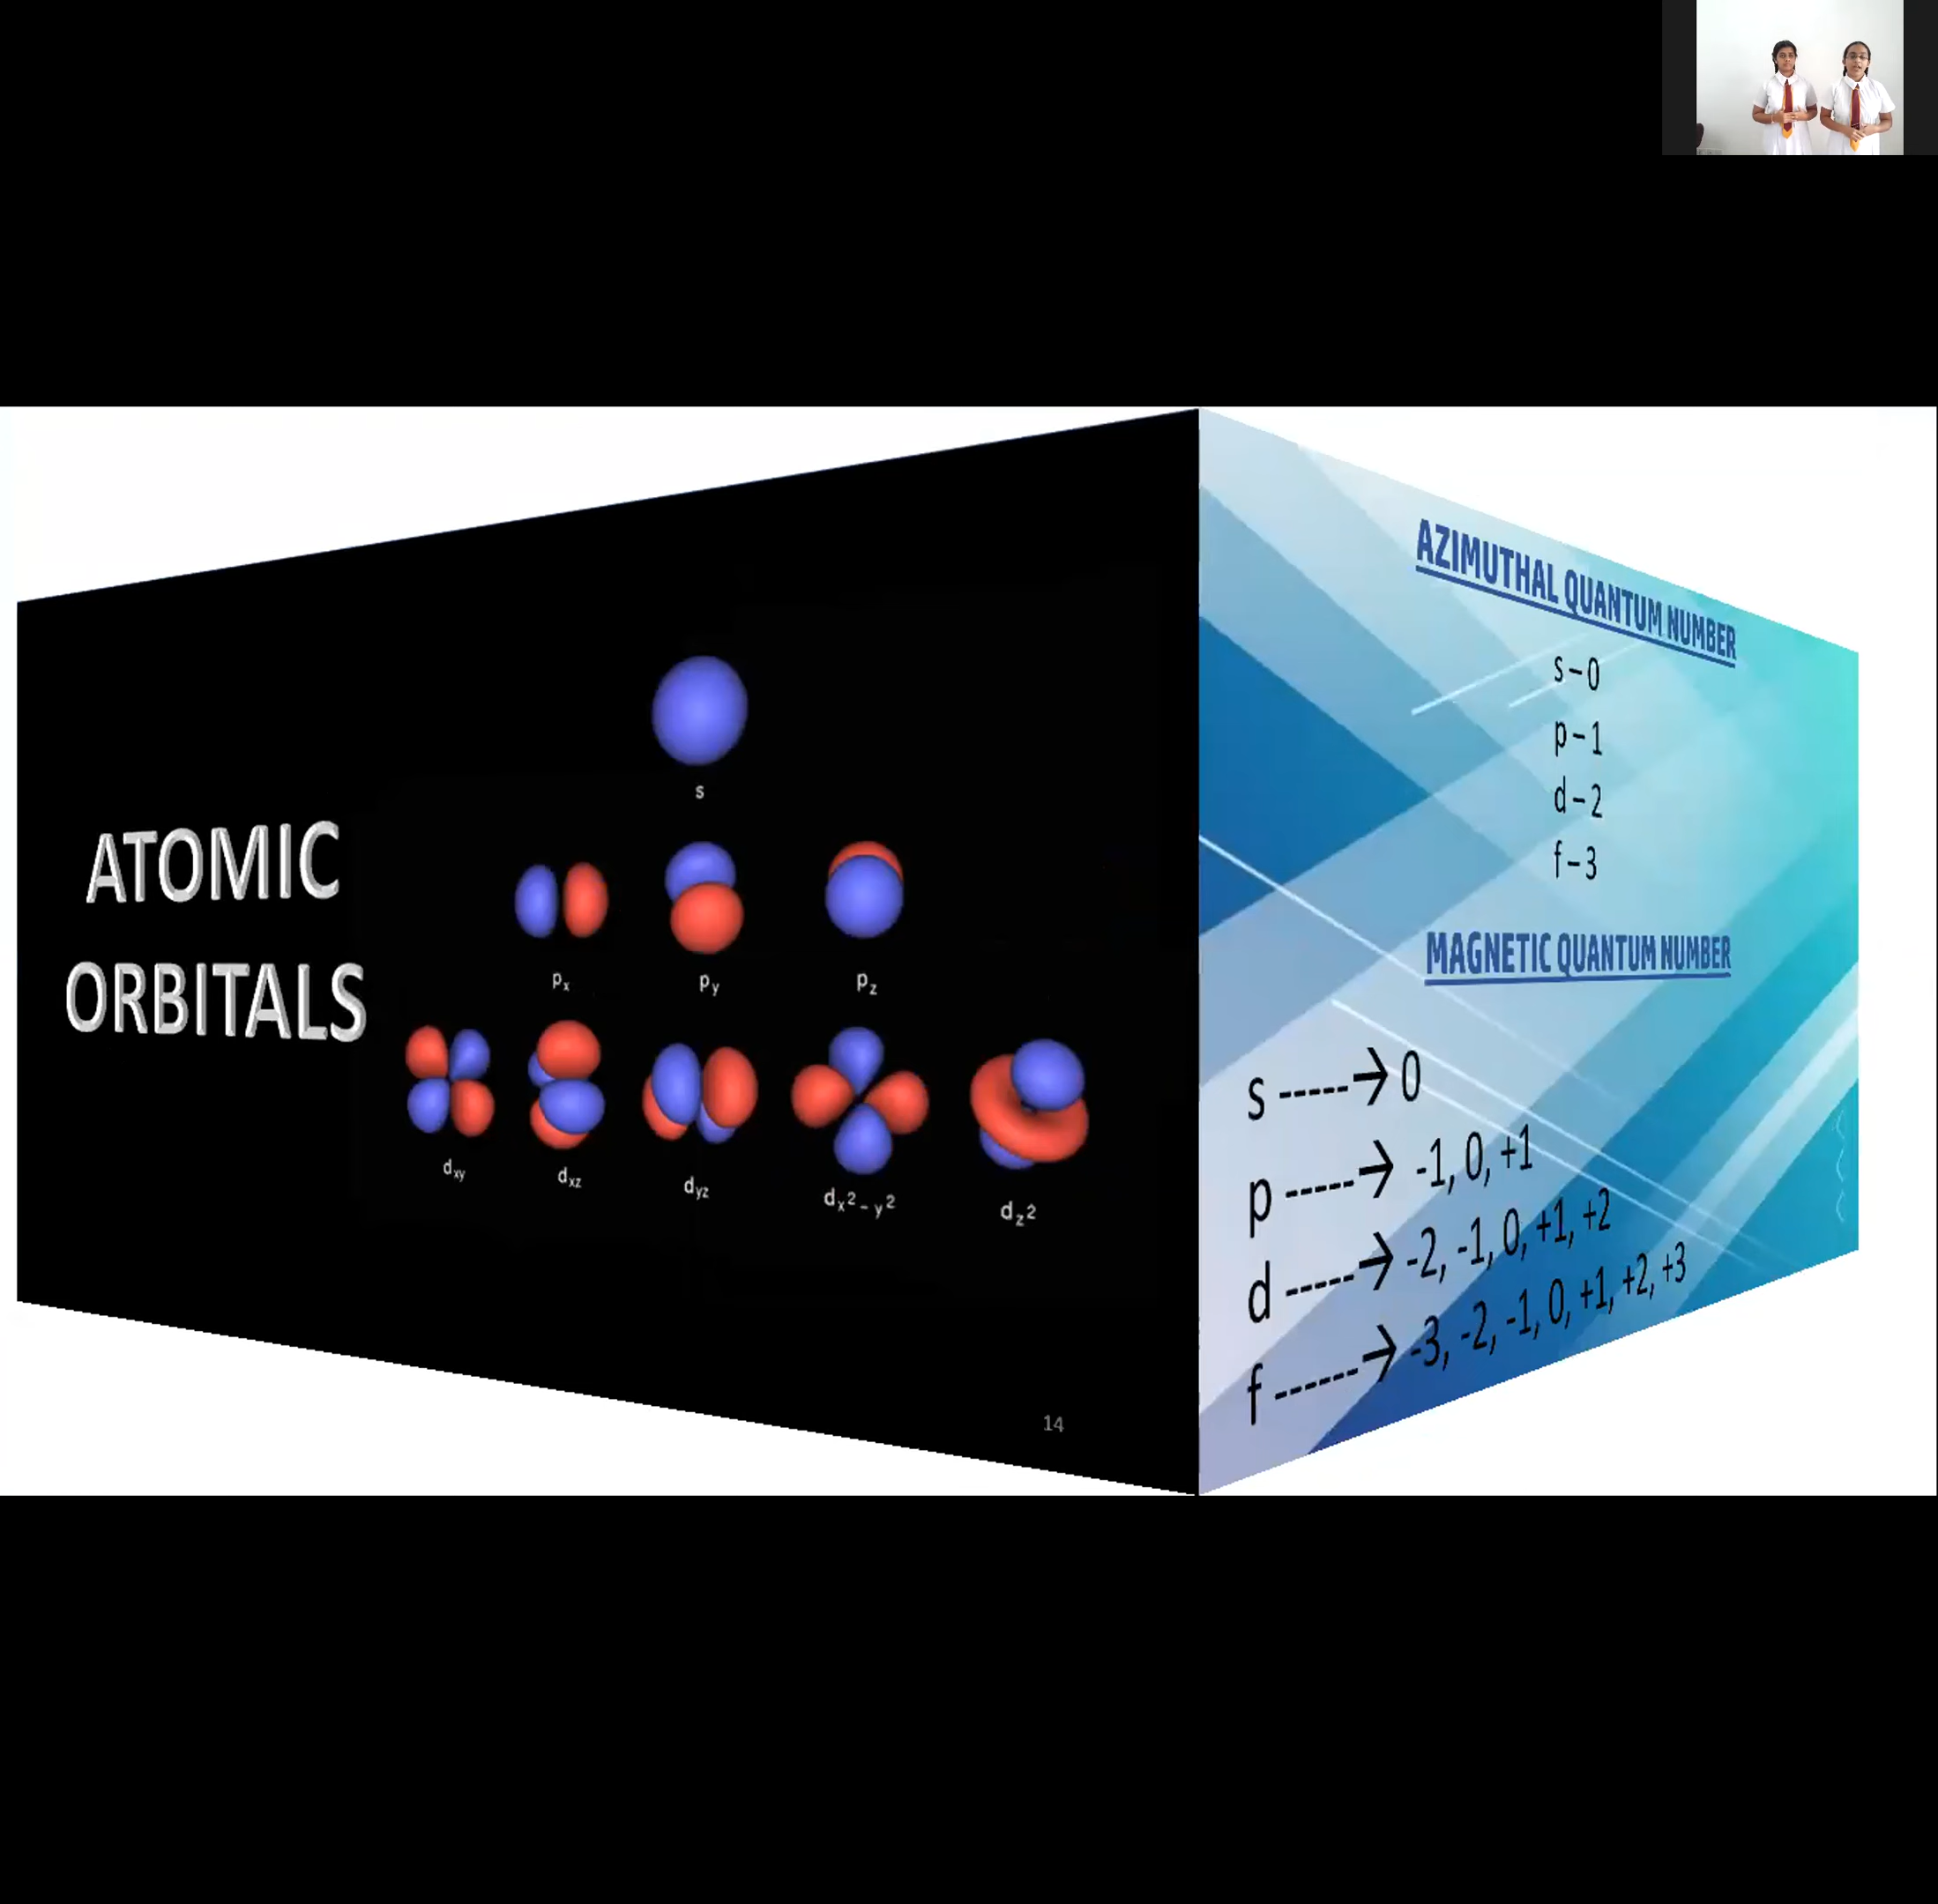 ATOMIC
ORBITALS
s
px py pz
dxy dxz dyz dx²-y² dz²
14
AZIMUTHAL QUANTUM NUMBER
s – 0
p – 1
d – 2
f – 3
MAGNETIC QUANTUM NUMBER
s -----→ 0
p -----→ -1, 0, +1
d -----→ -2, -1, 0, +1, +2
f ------→ -3, -2, -1, 0, +1, +2, +3